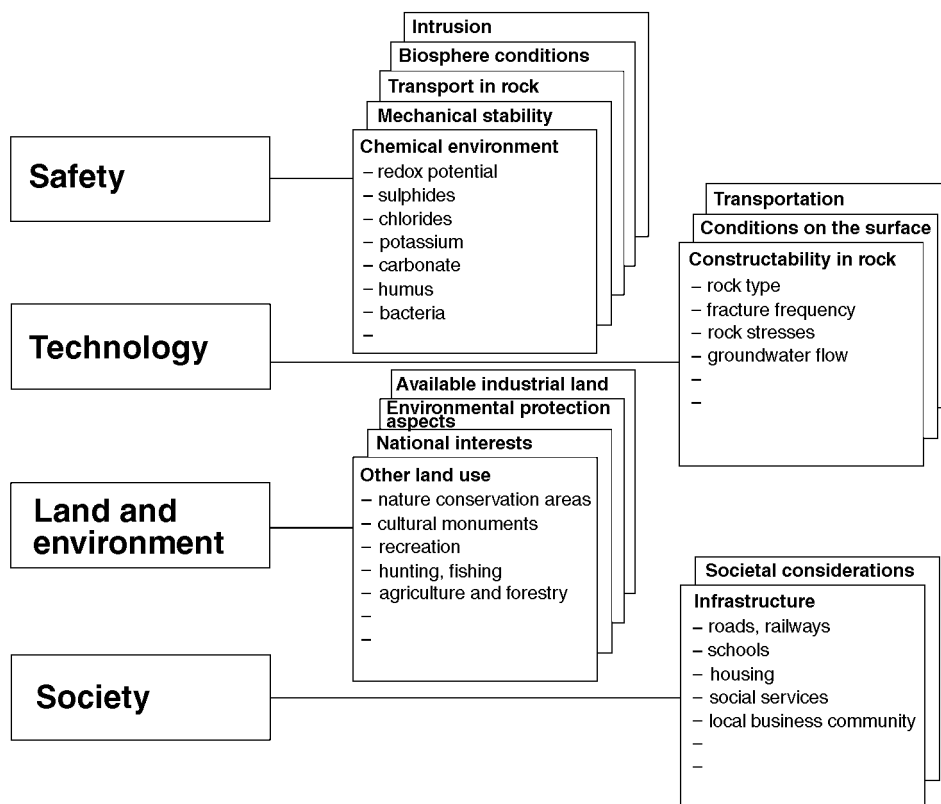 Safety
Intrusion
Biosphere conditions
Transport in rock
Mechanical stability
Chemical environment
– redox potential
– sulphides
– chlorides
– potassium
– carbonate
– humus
– bacteria
–
Technology
Transportation
Conditions on the surface
Constructability in rock
– rock type
– fracture frequency
– rock stresses
– groundwater flow
–
–
Land and
environment
Available industrial land
Environmental protection
aspects
National interests
Other land use
– nature conservation areas
– cultural monuments
– recreation
– hunting, fishing
– agriculture and forestry
–
–
Society
Societal considerations
Infrastructure
– roads, railways
– schools
– housing
– social services
– local business community
–
–